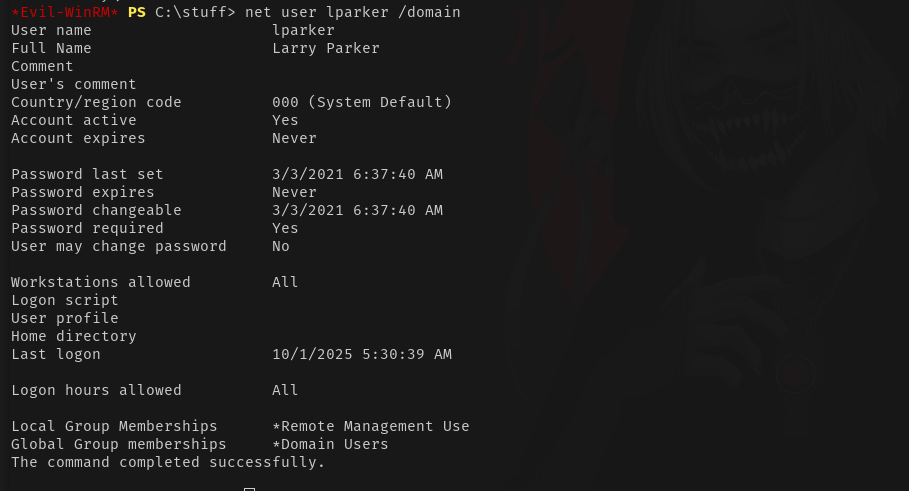 *Evil-WinRM* PS C:\stuff> net user lparker /domain
User name                    lparker
Full Name                    Larry Parker
Comment
User's comment
Country/region code          000 (System Default)
Account active               Yes
Account expires              Never
Password last set            3/3/2021 6:37:40 AM
Password expires             Never
Password changeable          3/3/2021 6:37:40 AM
Password required            Yes
User may change password     No
Workstations allowed         All
Logon script
User profile
Home directory
Last logon                   10/1/2025 5:30:39 AM
Logon hours allowed          All
Local Group Memberships      *Remote Management Use
Global Group memberships     *Domain Users
The command completed successfully.